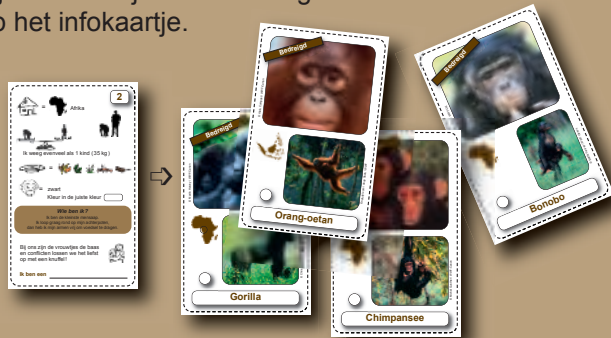 het infokaartje.
2
= Afrika
Ik weeg evenveel als 1 kind (35 kg)
=
= zwart
Kleur in de juiste kleur
Wie ben ik?
Bij ons zijn de vrouwtjes de baas
en conflicten lossen we het liefst
op met een knuffel!
Ik ben een
Bedreigd
Gorilla
Bedreigd
Orang-oetan
Chimpansee
Bedreigd
Bonobo